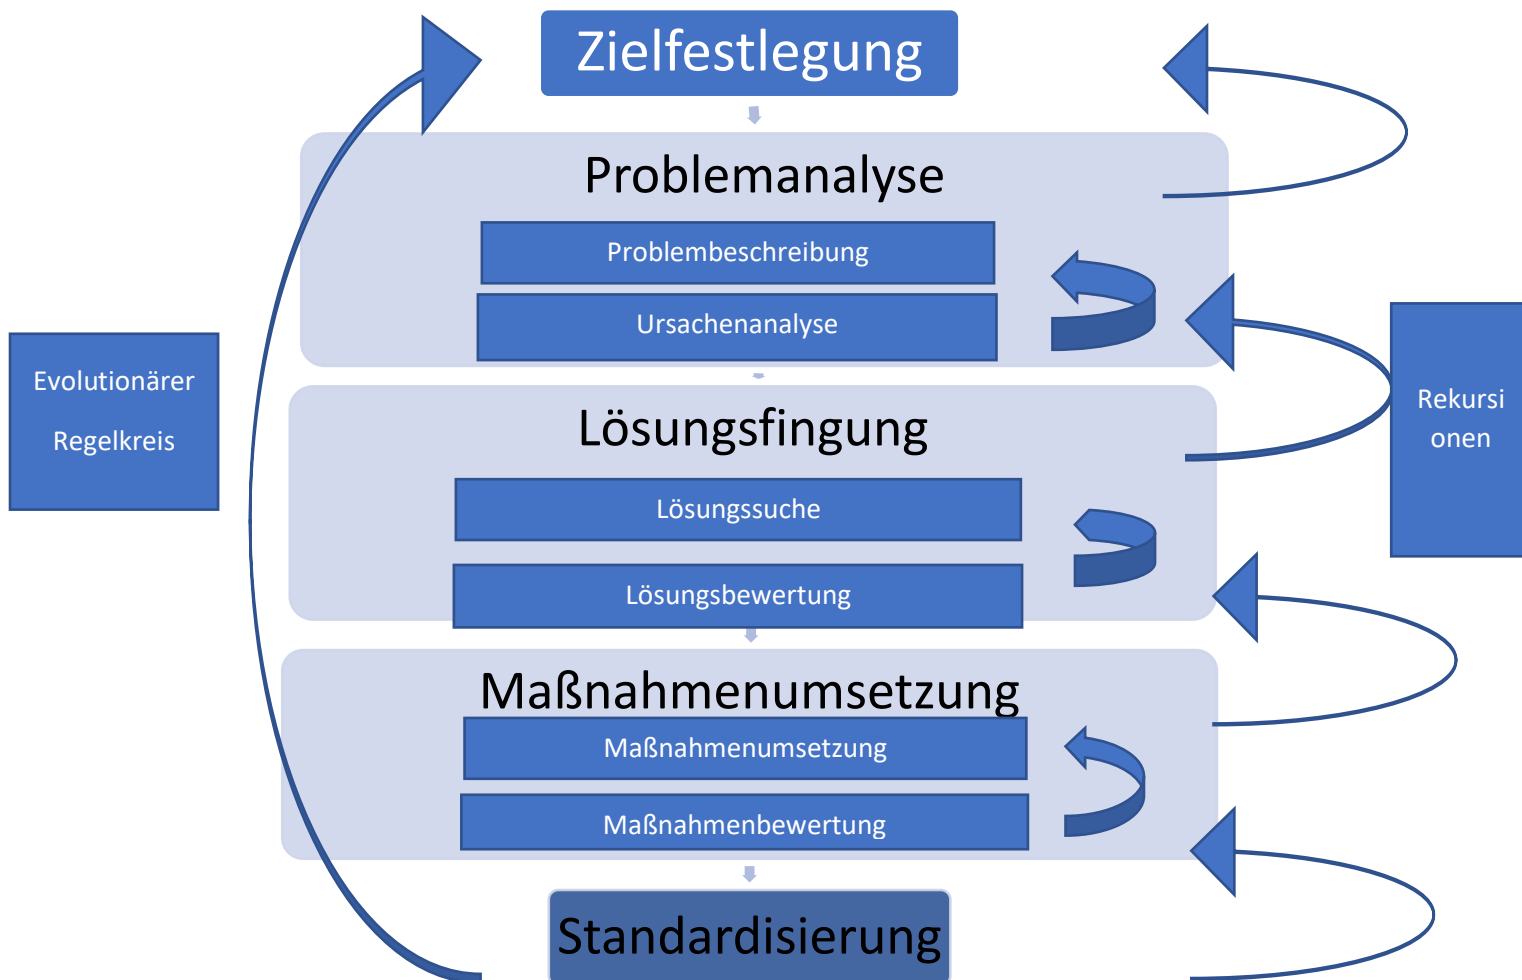 Zielfestlegung
Problemanalyse
Problembeschreibung
Ursachenanalyse
Evolutionärer
Regelkreis
Rekursi
onen
Lösungsfingung
Lösungssuche
Lösungsbewertung
Maßnahmenumsetzung
Maßnahmenumsetzung
Maßnahmenbewertung
Standardisierung